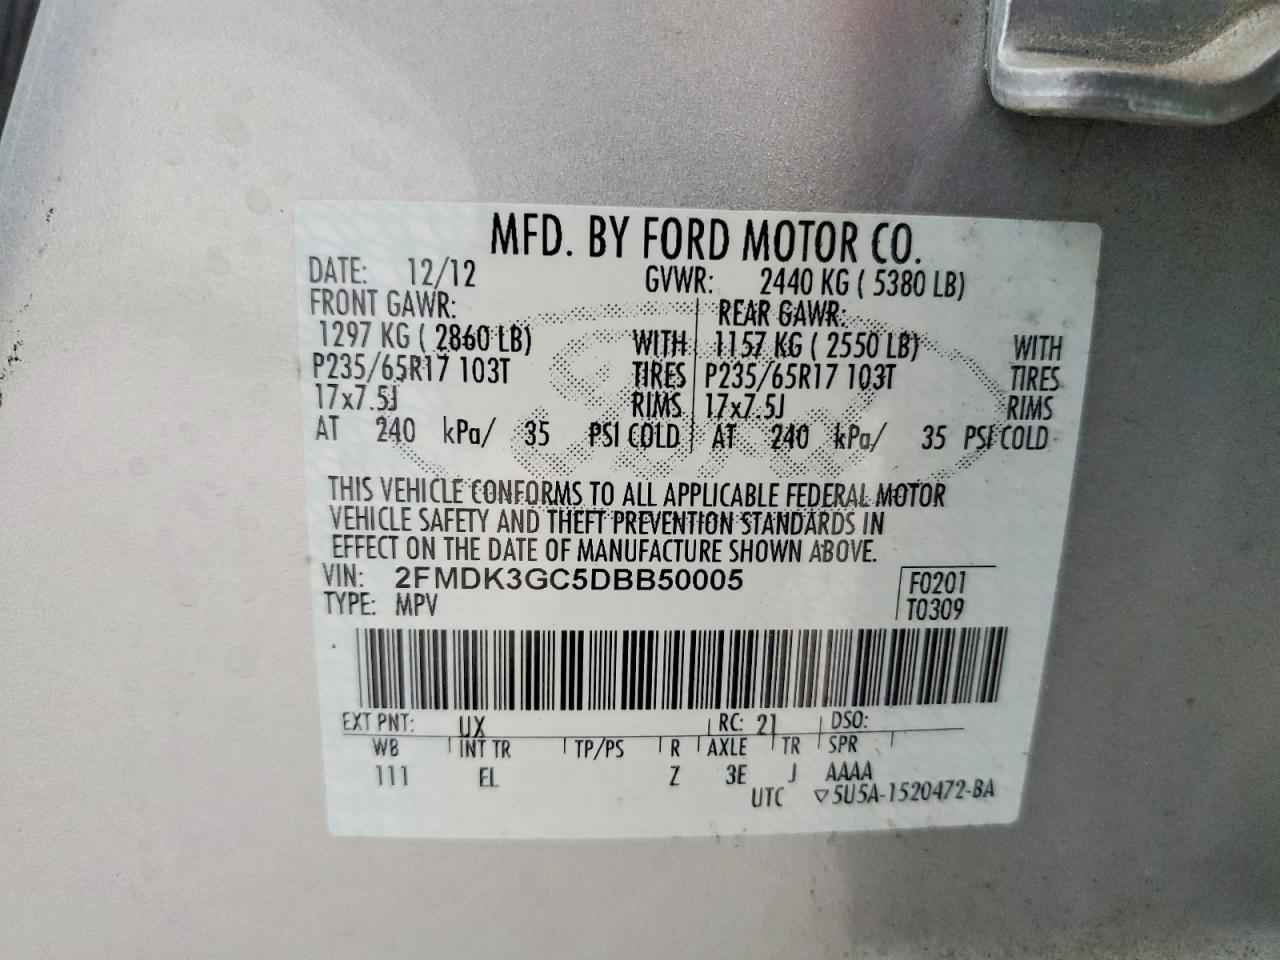 MFD. BY FORD MOTOR CO.
DATE: 12/12 GVWR: 2440 KG ( 5380 LB)
FRONT GAWR: REAR GAWR:
1297 KG ( 2860 LB) WITH 1157 KG ( 2550 LB) WITH
P235/65R17 103T TIRES P235/65R17 103T TIRES
17x7.5J RIMS 17x7.5J RIMS
AT 240 kPa/ 35 PSI COLD AT 240 kPa/ 35 PSI COLD
THIS VEHICLE CONFORMS TO ALL APPLICABLE FEDERAL MOTOR
VEHICLE SAFETY AND THEFT PREVENTION STANDARDS IN
EFFECT ON THE DATE OF MANUFACTURE SHOWN ABOVE.
VIN: 2FMDK3GC5DBB50005 F0201
TYPE: MPV T0309
EXT PNT: UX RC: 21 DSO:
WB INT TR TP/PS R AXLE TR SPR
111 EL Z 3E J AAAA
UTC ▽5U5A-1520472-BA